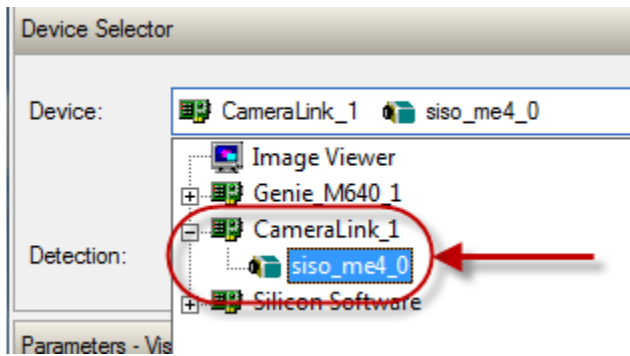 Device Selector
Device: CameraLink_1 siso_me4_0
Image Viewer
Genie_M640_1
CameraLink_1
Detection: siso_me4_0
Silicon Software
Parameters - Vis